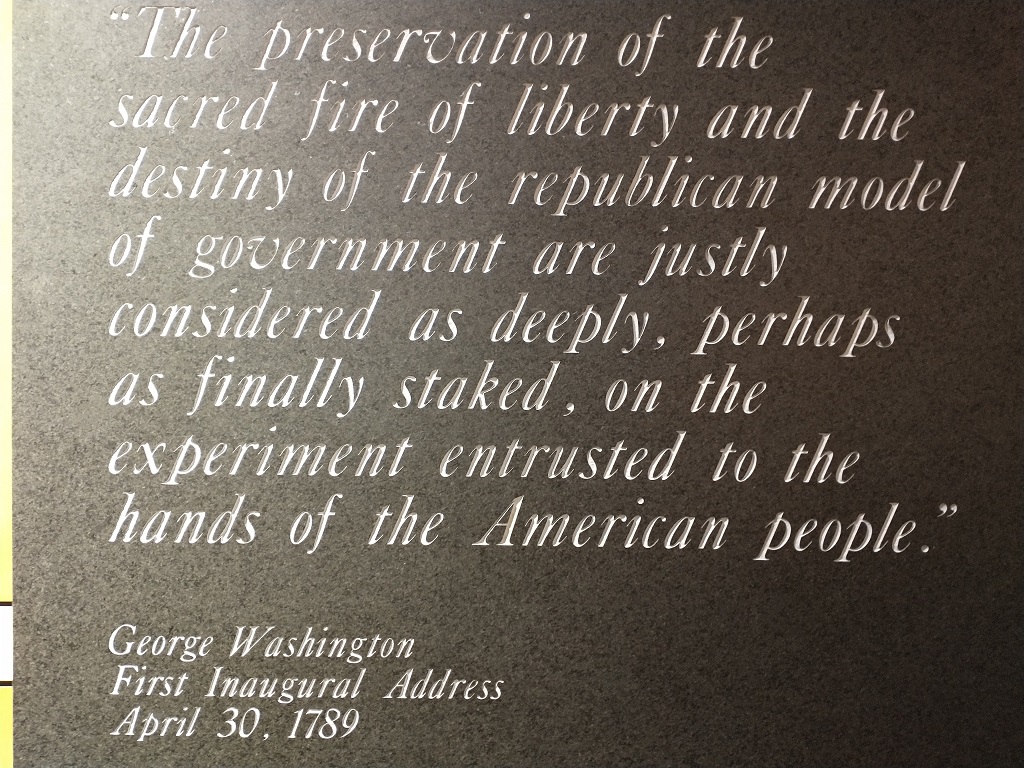 “The preservation of the
sacred fire of liberty and the
destiny of the republican model
of government are justly
considered as deeply, perhaps
as finally staked, on the
experiment entrusted to the
hands of the American people.”
George Washington
First Inaugural Address
April 30, 1789